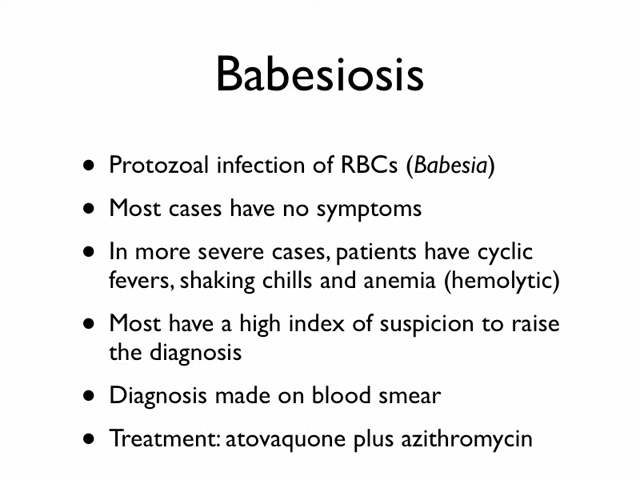 Babesiosis
• Protozoal infection of RBCs (Babesia)
• Most cases have no symptoms
• In more severe cases, patients have cyclic
fevers, shaking chills and anemia (hemolytic)
• Most have a high index of suspicion to raise
the diagnosis
• Diagnosis made on blood smear
• Treatment: atovaquone plus azithromycin